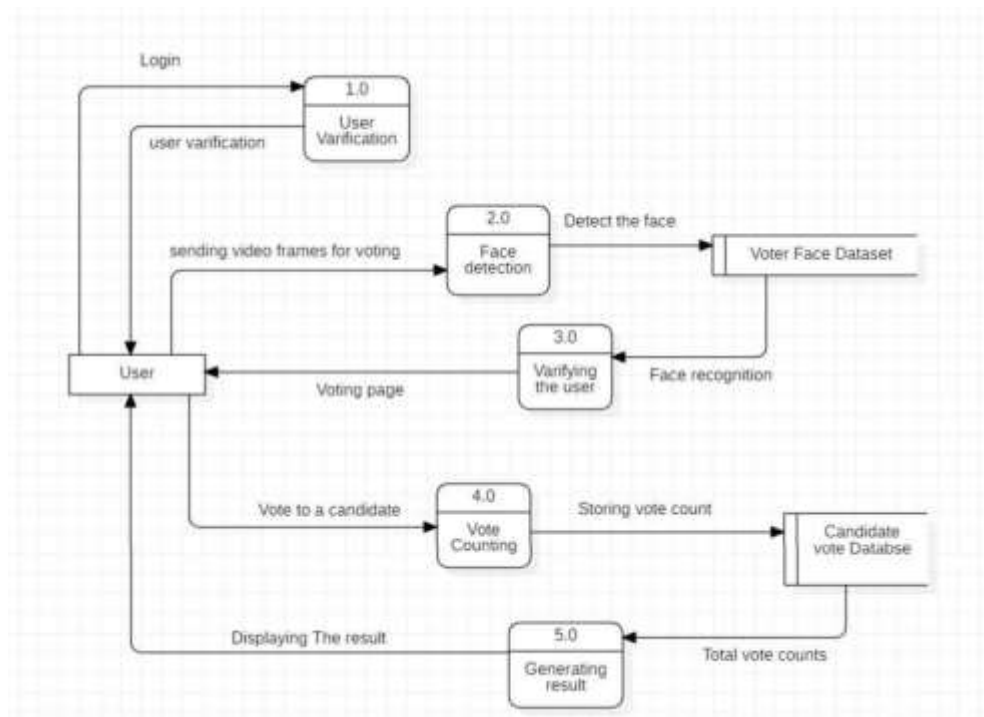 Login
1.0
User
Varification
user varification
2.0
Face
detection
Detect the face
sending video frames for voting
Voter Face Dataset
3.0
Varifying
the user
Face recognition
User
Voting page
4.0
Vote
Counting
Vote to a candidate
Storing vote count
Candidate
vote Databse
5.0
Generating
result
Displaying The result
Total vote counts